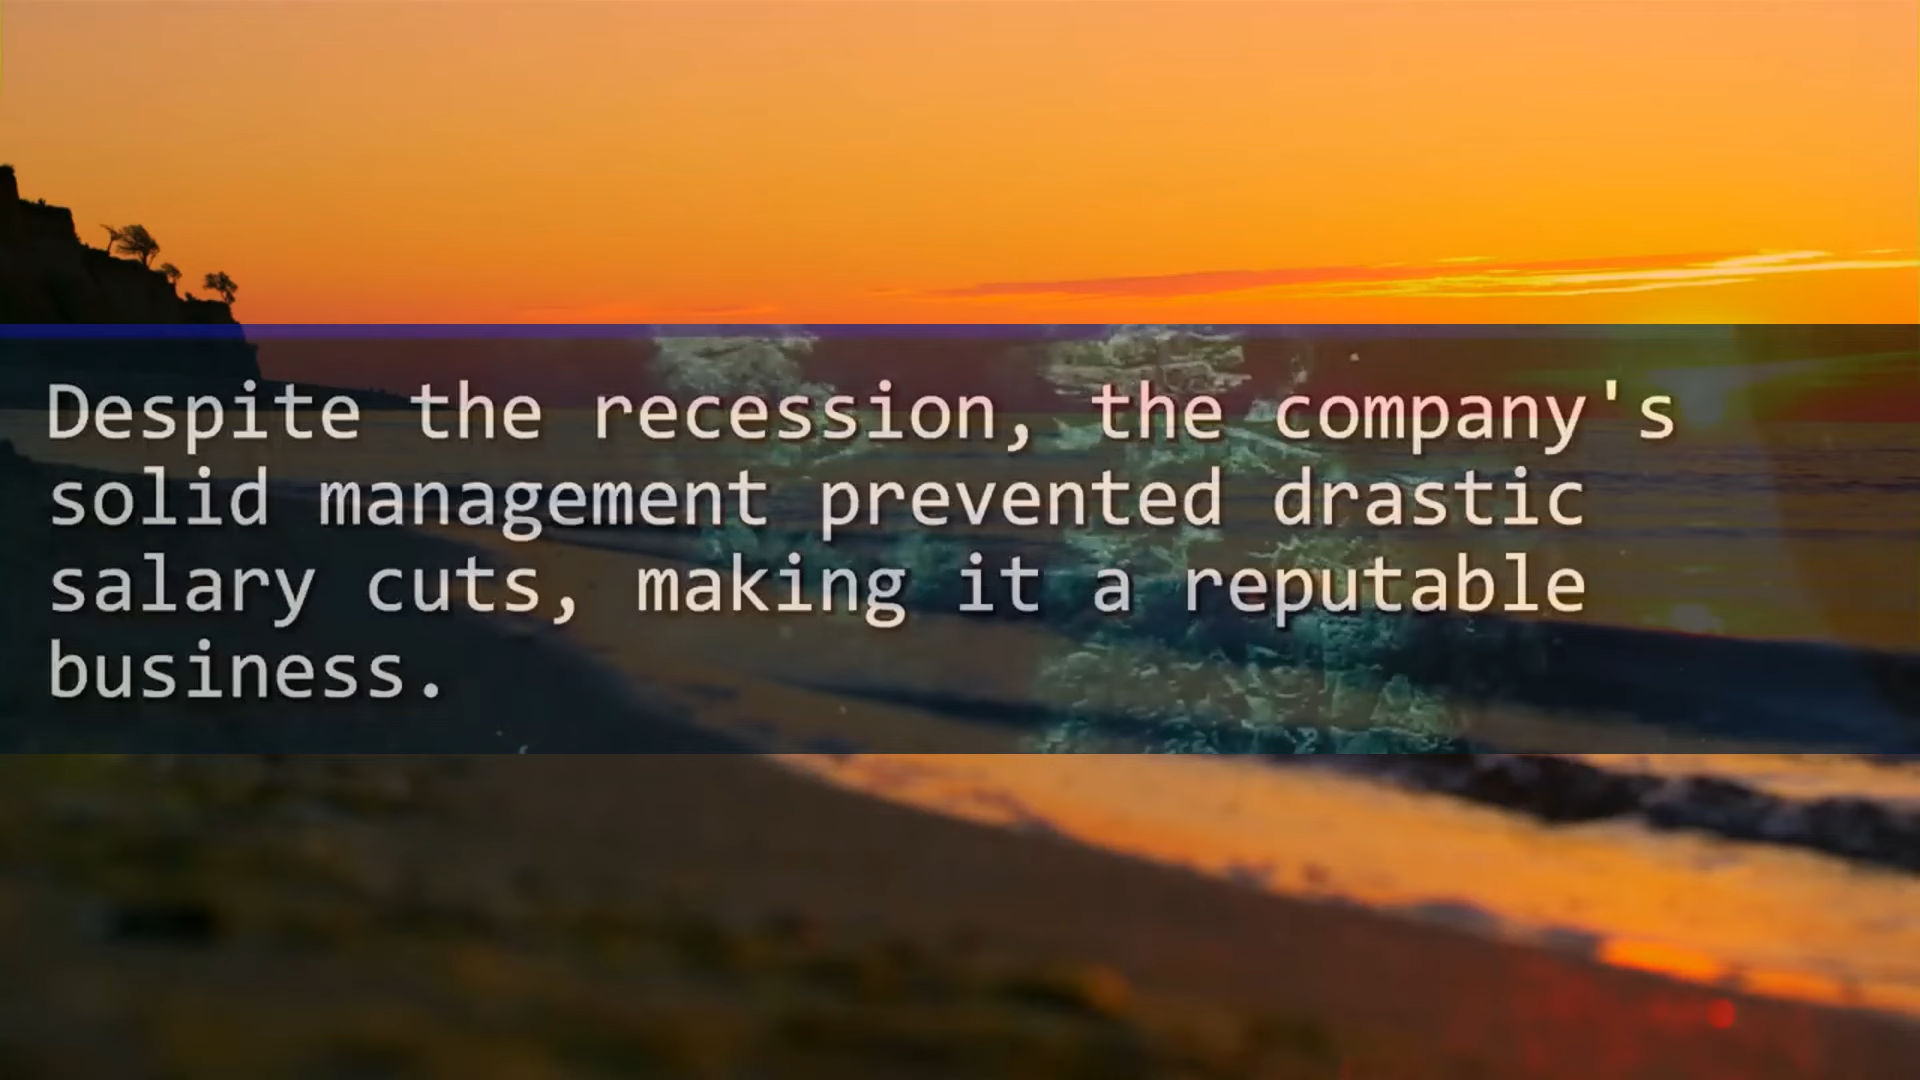 Despite the recession, the company's
solid management prevented drastic
salary cuts, making it a reputable
business.